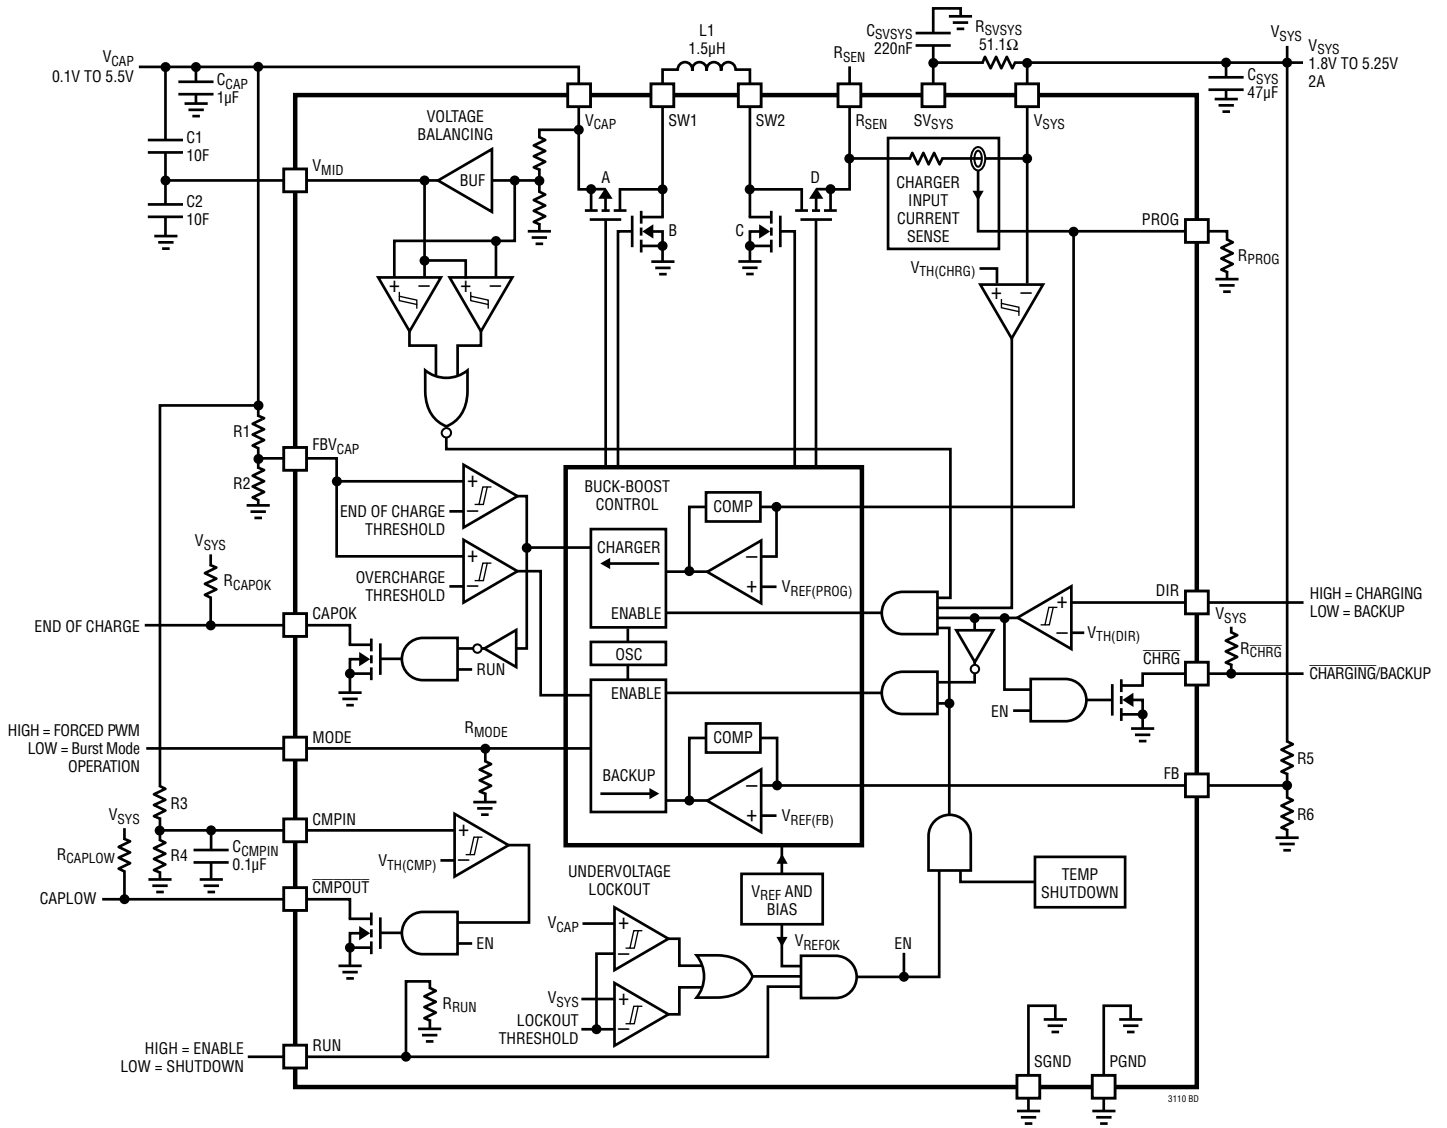 L1
1.5µH
CSVSYS
220nF
RSVSYS
51.1Ω
RSEN
VSYS
VSYS
1.8V TO 5.25V
2A
VCAP
0.1V TO 5.5V
CCAP
1µF
CSYS
47µF
VOLTAGE
BALANCING
VCAP
SW1
SW2
RSEN
SVSYS
VSYS
C1
10F
VMID
BUF
A
D
CHARGER
INPUT
CURRENT
SENSE
C2
10F
B
C
PROG
RPROG
VTH(CHRG)
+ −
+ −
+ −
R1
FBVCAP
R2
+
−
END OF CHARGE
THRESHOLD
BUCK-BOOST
CONTROL
COMP
VSYS
RCAPOK
+
−
OVERCHARGE
THRESHOLD
CHARGER
−
+
VREF(PROG)
ENABLE
DIR
HIGH = CHARGING
LOW = BACKUP
+
−
VTH(DIR)
VSYS
END OF CHARGE
CAPOK
RUN
OSC
CHRG
RCHRG
CHARGING/BACKUP
ENABLE
EN
HIGH = FORCED PWM
LOW = Burst Mode
OPERATION
MODE
RMODE
COMP
BACKUP
−
+
VREF(FB)
FB
R5
R6
R3
VSYS
RCAPLOW
R4
CCMPIN
0.1µF
CMPIN
+
−
VTH(CMP)
CAPLOW
CMPOUT
EN
UNDERVOLTAGE
LOCKOUT
VREF AND
BIAS
TEMP
SHUTDOWN
VCAP
+
−
VREFOK
EN
VSYS
+
−
LOCKOUT
THRESHOLD
RRUN
HIGH = ENABLE
LOW = SHUTDOWN
RUN
SGND
PGND
3110 BD